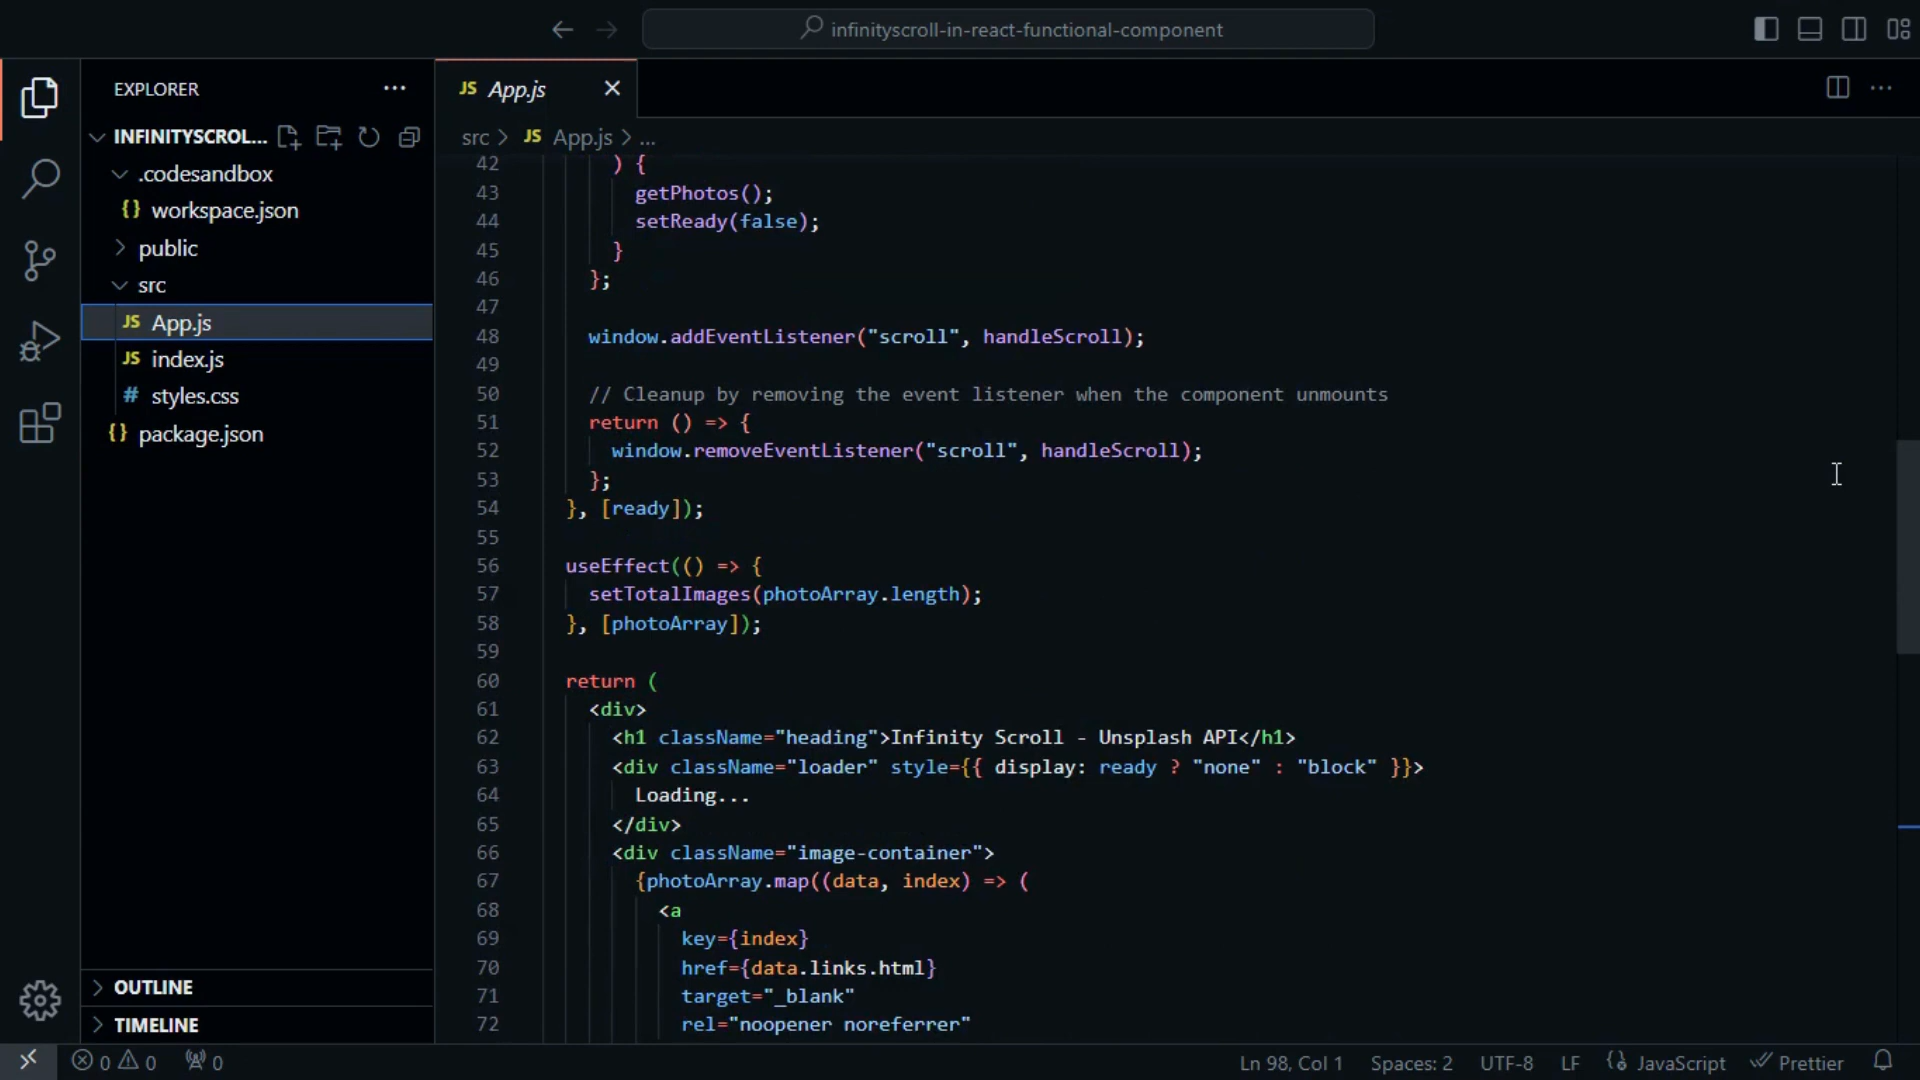 infinityscroll-in-react-functional-component
EXPLORER
INFINITYSCROL...
.codesandbox
{} workspace.json
public
src
JS App.js
JS index.js
# styles.css
{} package.json
OUTLINE
TIMELINE
JS App.js
src > JS App.js > ...
42 ) {
43 getPhotos();
44 setReady(false);
45 }
46 };
47
48 window.addEventListener("scroll", handleScroll);
49
50 // Cleanup by removing the event listener when the component unmounts
51 return () => {
52 window.removeEventListener("scroll", handleScroll);
53 };
54 }, [ready]);
55
56 useEffect(() => {
57 setTotalImages(photoArray.length);
58 }, [photoArray]);
59
60 return (
61 <div>
62 <h1 className="heading">Infinity Scroll - Unsplash API</h1>
63 <div className="loader" style={{ display: ready ? "none" : "block" }}>
64 Loading...
65 </div>
66 <div className="image-container">
67 {photoArray.map((data, index) => (
68 <a
69 key={index}
70 href={data.links.html}
71 target="_blank"
72 rel="noopener noreferrer"
0 0 0 Ln 98, Col 1 Spaces: 2 UTF-8 LF JavaScript Prettier